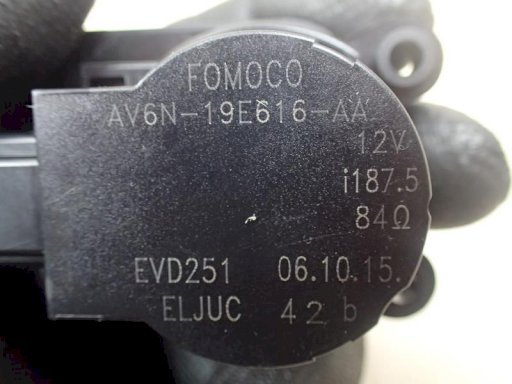 FOMOCO
AV6N-19E616-AA
12V
i187.5
84Ω
EVD251 06.10.15.
ELJUC 42 b